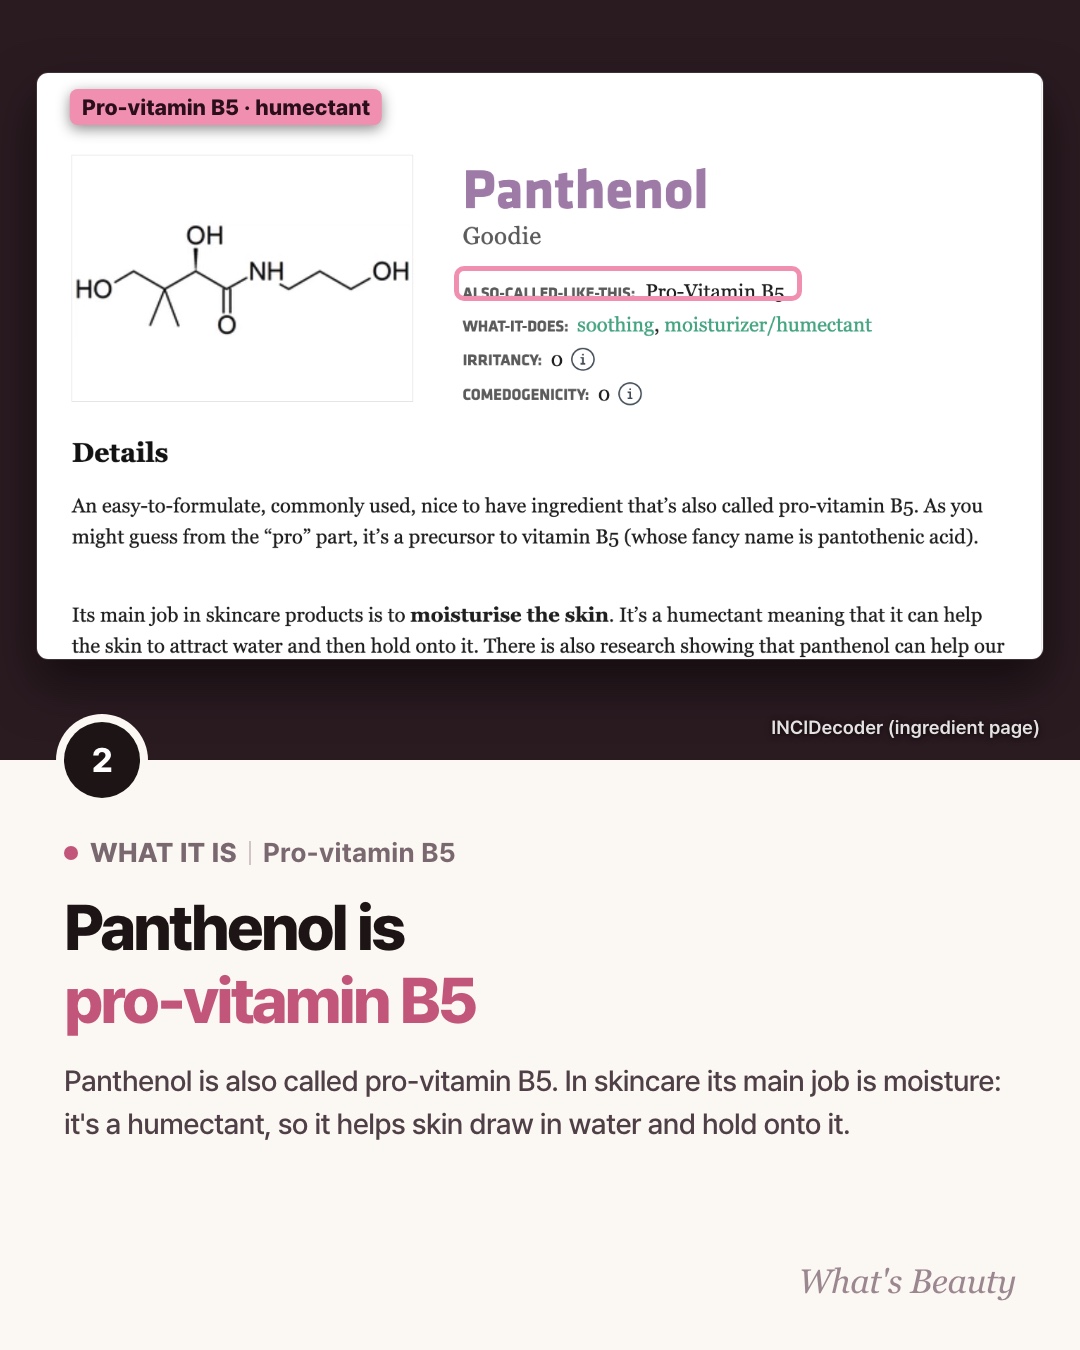 Pro-vitamin B5 · humectant
OH
HO
NH
OH
O
Panthenol
Goodie
ALSO-CALLED-LIKE-THIS: Pro-Vitamin B5
WHAT-IT-DOES: soothing, moisturizer/humectant
IRRITANCY: 0 i
COMEDOGENICITY: 0 i
Details
An easy-to-formulate, commonly used, nice to have ingredient that’s also called pro-vitamin B5. As you
might guess from the “pro” part, it’s a precursor to vitamin B5 (whose fancy name is pantothenic acid).
Its main job in skincare products is to moisturise the skin. It’s a humectant meaning that it can help
the skin to attract water and then hold onto it. There is also research showing that panthenol can help our
INCIDecoder (ingredient page)
2
WHAT IT IS | Pro-vitamin B5
Panthenol is
pro-vitamin B5
Panthenol is also called pro-vitamin B5. In skincare its main job is moisture:
it's a humectant, so it helps skin draw in water and hold onto it.
What's Beauty